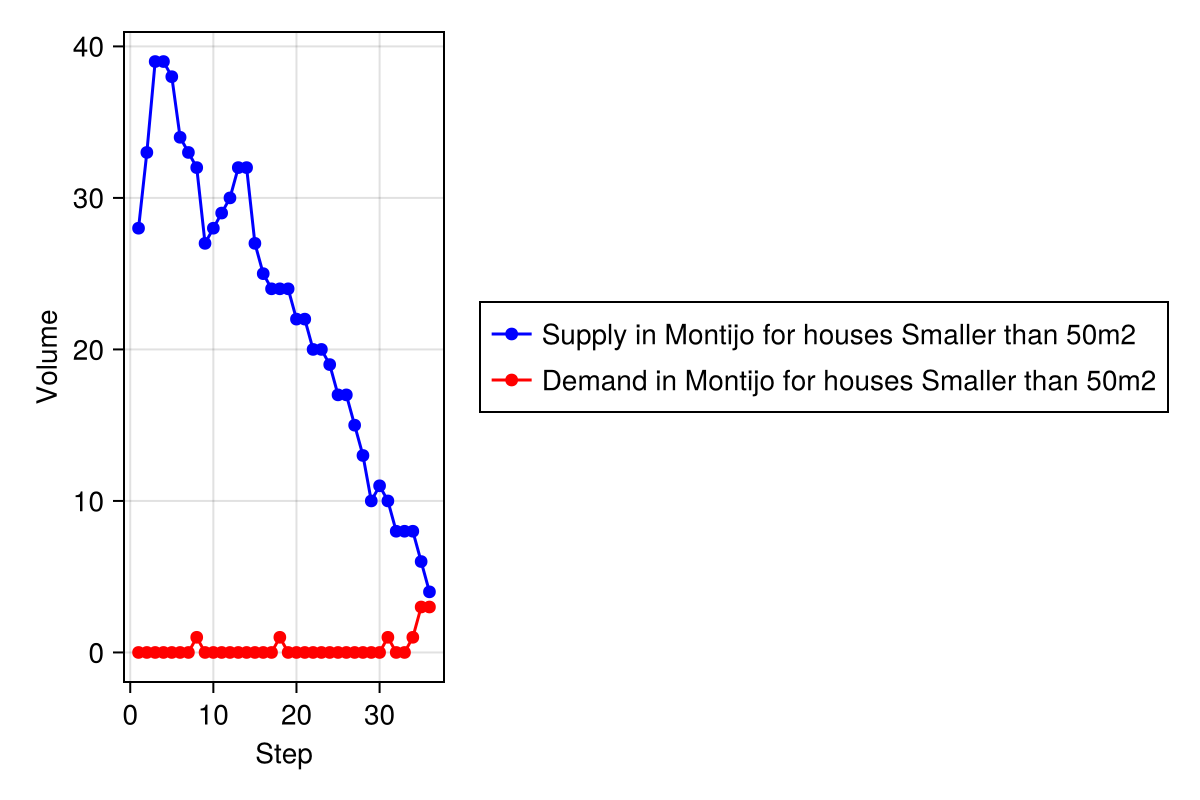 40
30
20
10
0
Volume
0 10 20 30
Step
Supply in Montijo for houses Smaller than 50m2
Demand in Montijo for houses Smaller than 50m2